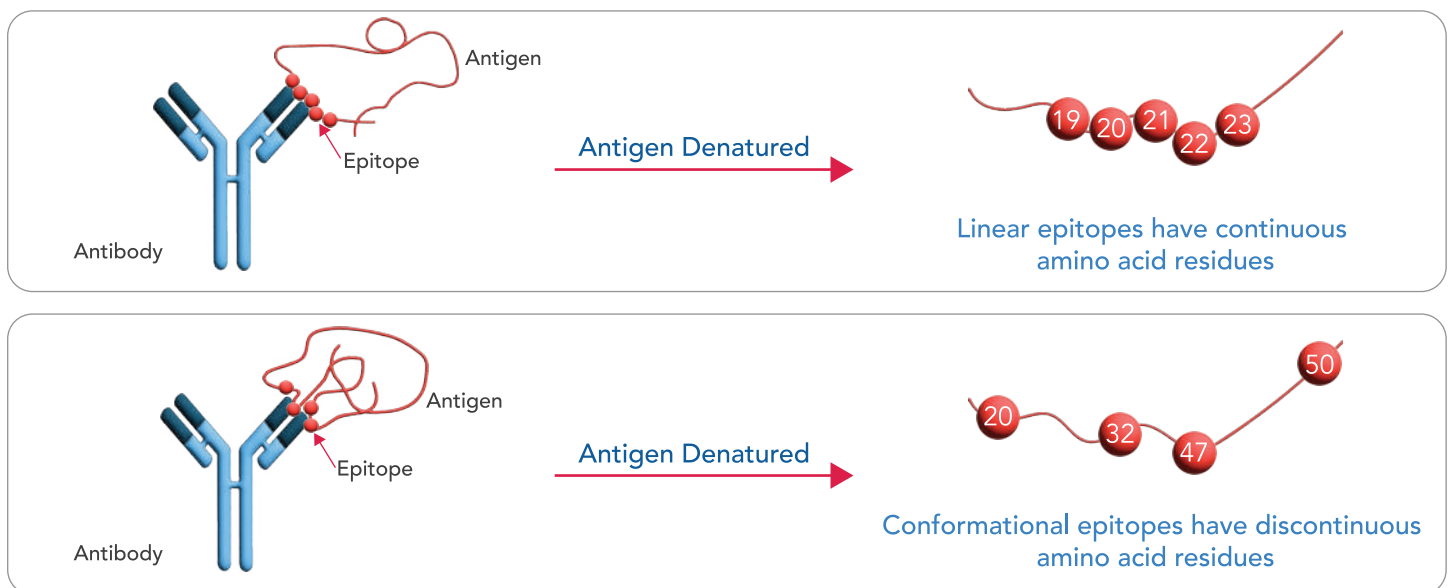 Antigen
Epitope
Antibody
Antigen Denatured
19
20
21
22
23
Linear epitopes have continuous
amino acid residues
Antigen
Epitope
Antibody
Antigen Denatured
20
32
47
50
Conformational epitopes have discontinuous
amino acid residues